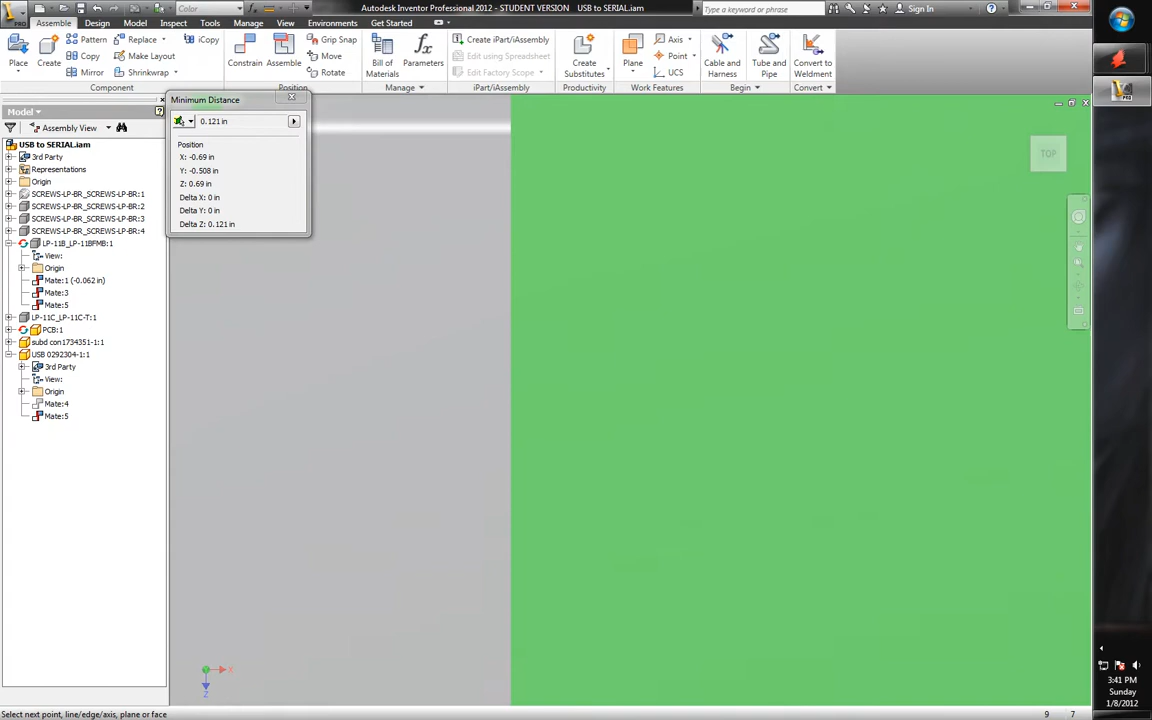 Color
Autodesk Inventor Professional 2012 - STUDENT VERSION USB to SERIAL.iam
Type a keyword or phrase
Sign In
PRO
Assemble Design Model Inspect Tools Manage View Environments Get Started
Place
Create
Pattern
Copy
Mirror
Replace
Make Layout
Shrinkwrap
iCopy
Component
Constrain
Assemble
Grip Snap
Move
Rotate
Position
Bill of
Materials
Parameters
Manage
Create iPart/iAssembly
Edit using Spreadsheet
Edit Factory Scope
iPart/iAssembly
Create
Substitutes
Productivity
Plane
Axis
Point
UCS
Work Features
Cable and
Harness
Tube and
Pipe
Begin
Convert to
Weldment
Convert
Model
Assembly View
USB to SERIAL.iam
3rd Party
Representations
Origin
SCREWS-LP-BR_SCREWS-LP-BR:1
SCREWS-LP-BR_SCREWS-LP-BR:2
SCREWS-LP-BR_SCREWS-LP-BR:3
SCREWS-LP-BR_SCREWS-LP-BR:4
LP-11B_LP-11BFMB:1
View:
Origin
Mate:1 (-0.062 in)
Mate:3
Mate:5
LP-11C_LP-11C-T:1
PCB:1
subd con1734351-1:1
USB 0292304-1:1
3rd Party
View:
Origin
Mate:4
Mate:5
Minimum Distance
0.121 in
Position
X: -0.69 in
Y: -0.508 in
Z: 0.69 in
Delta X: 0 in
Delta Y: 0 in
Delta Z: 0.121 in
TOP
X
Z
Select next point, line/edge/axis, plane or face
9 7
PRO
3:41 PM
Sunday
1/8/2012